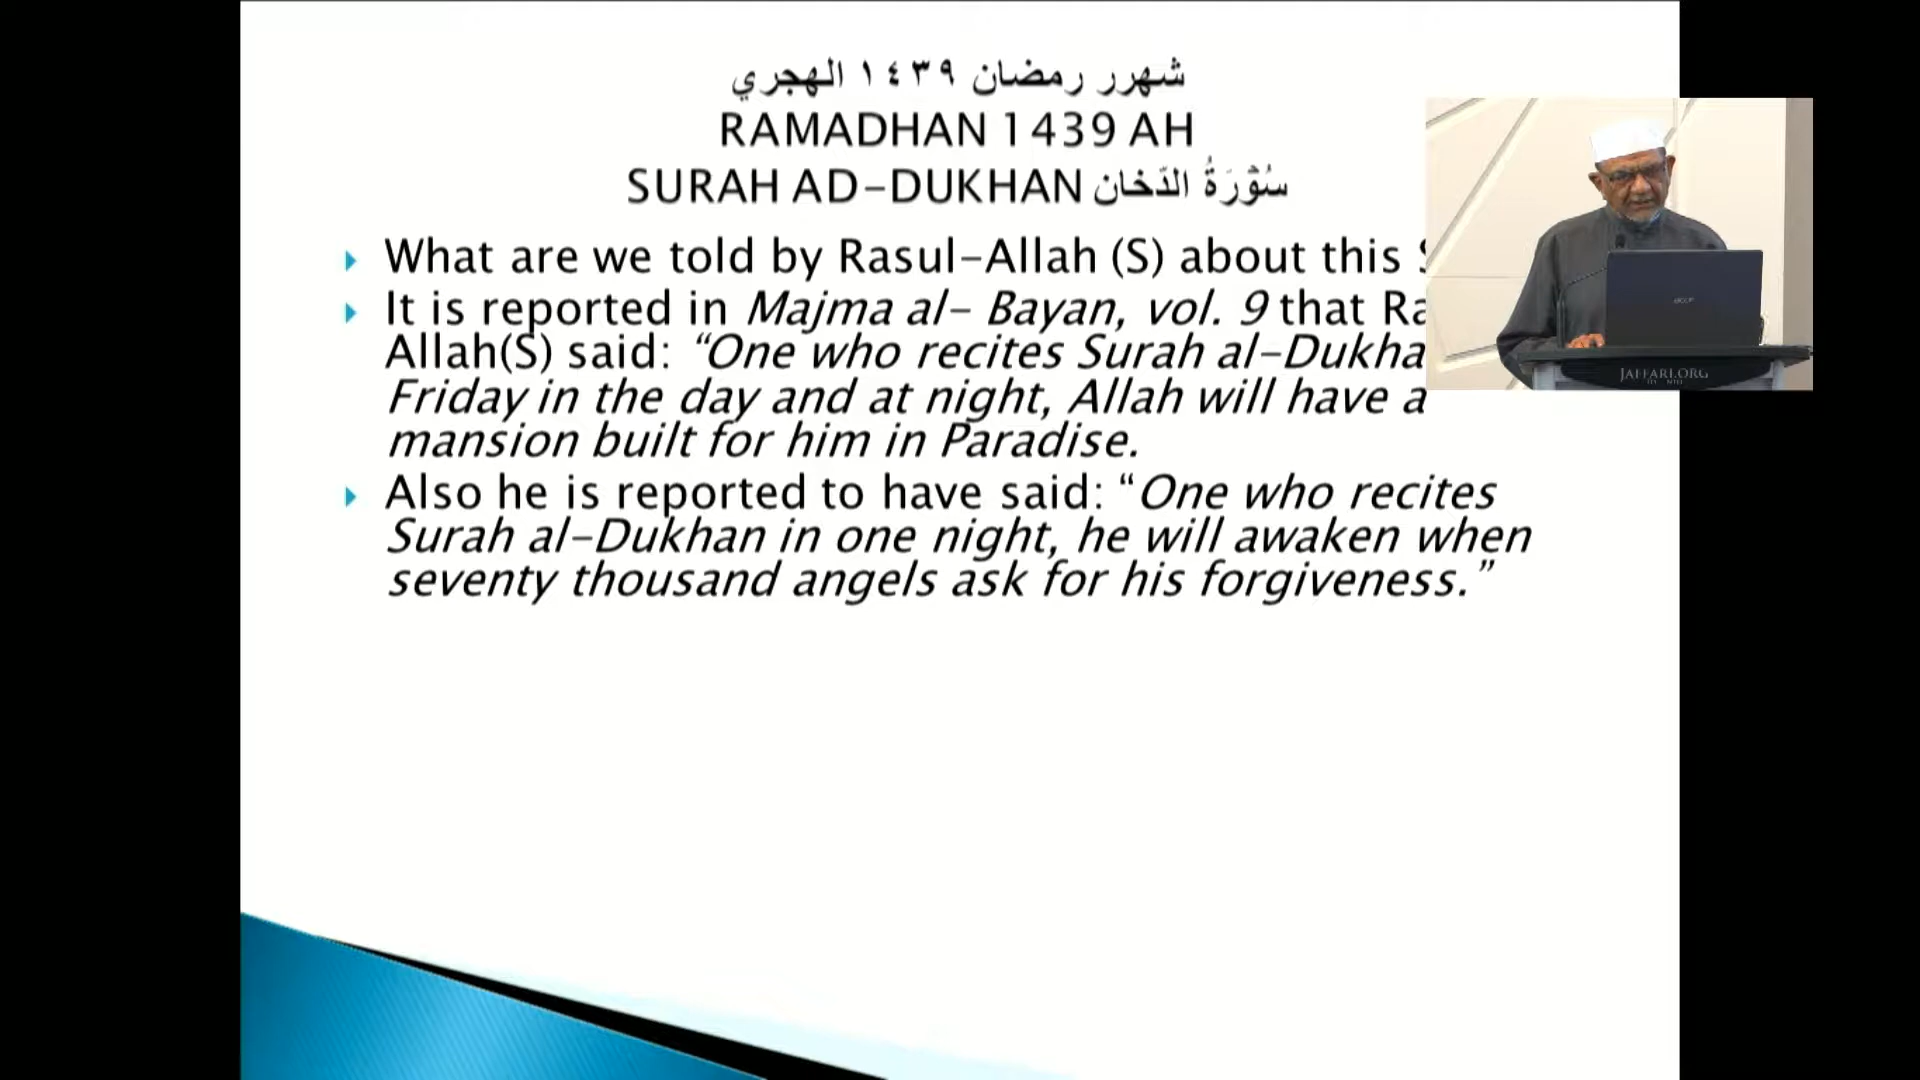 شهرر رمضان ١٤٣٩ الهجري
RAMADHAN 1439 AH
SURAH AD-DUKHAN سُوْرَةُ الدّخان
What are we told by Rasul-Allah (S) about this
It is reported in Majma al- Bayan, vol. 9 that
Allah(S) said: “One who recites Surah
Friday in the day and at night, Allah will have a
mansion built for him in Paradise.
Also he is reported to have said: “One who recites
Surah al-Dukhan in one night, he will awaken when
seventy thousand angels ask for his forgiveness.”
acer
JAFFARI.ORG